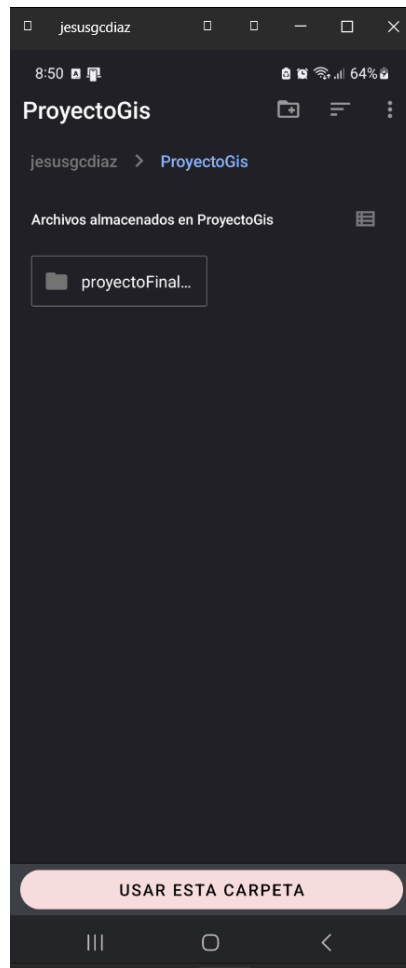 jesusgcdiaz
8:50 64%
ProyectoGis
jesusgcdiaz > ProyectoGis
Archivos almacenados en ProyectoGis
proyectoFinal...
USAR ESTA CARPETA